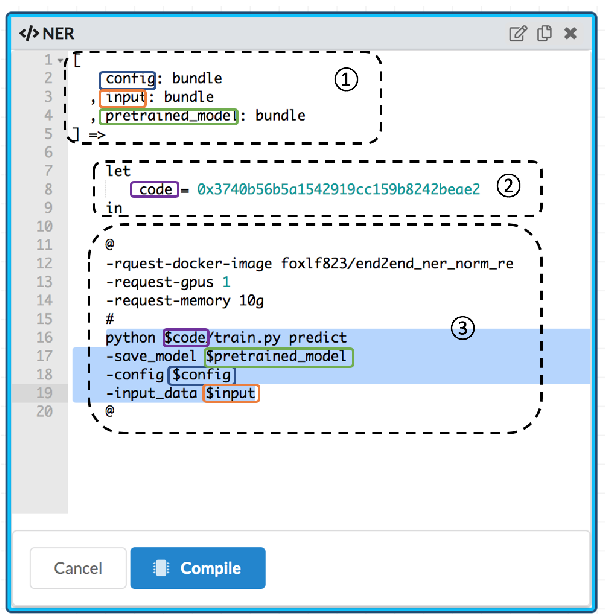 </> NER
1 [
2 config: bundle
3 , input: bundle
4 , pretrained_model: bundle
5 ] =>
6
7 let
8 code = 0x3740b56b5a1542919cc159b8242beae2
9 in
10
11 @
12 -rquest-docker-image foxlf823/end2end_ner_norm_re
13 -request-gpus 1
14 -request-memory 10g
15 #
16 python $code/train.py predict
17 -save_model $pretrained_model
18 -config $config
19 -input_data $input
20 @
①
②
③
Cancel
Compile